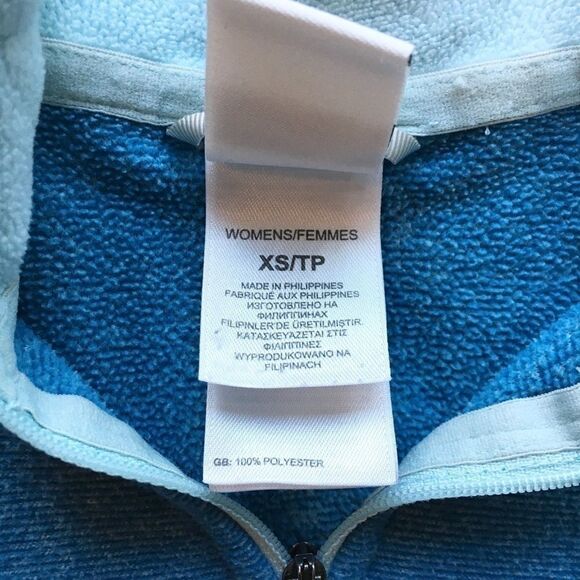 WOMENS/FEMMES
XS/TP
MADE IN PHILIPPINES
FABRIQUÉ AUX PHILIPPINES
ИЗГОТОВЛЕНО НА
ФИЛИППИНАХ
FILIPINLER'DE ÜRETILMIŞTIR.
ΚΑΤΑΣΚΕΥΑΖΕΤΑΙ ΣΤΙΣ
ΦΙΛΙΠΠΙΝΕΣ
WYPRODUKOWANO NA
FILIPINACH
GB: 100% POLYESTER